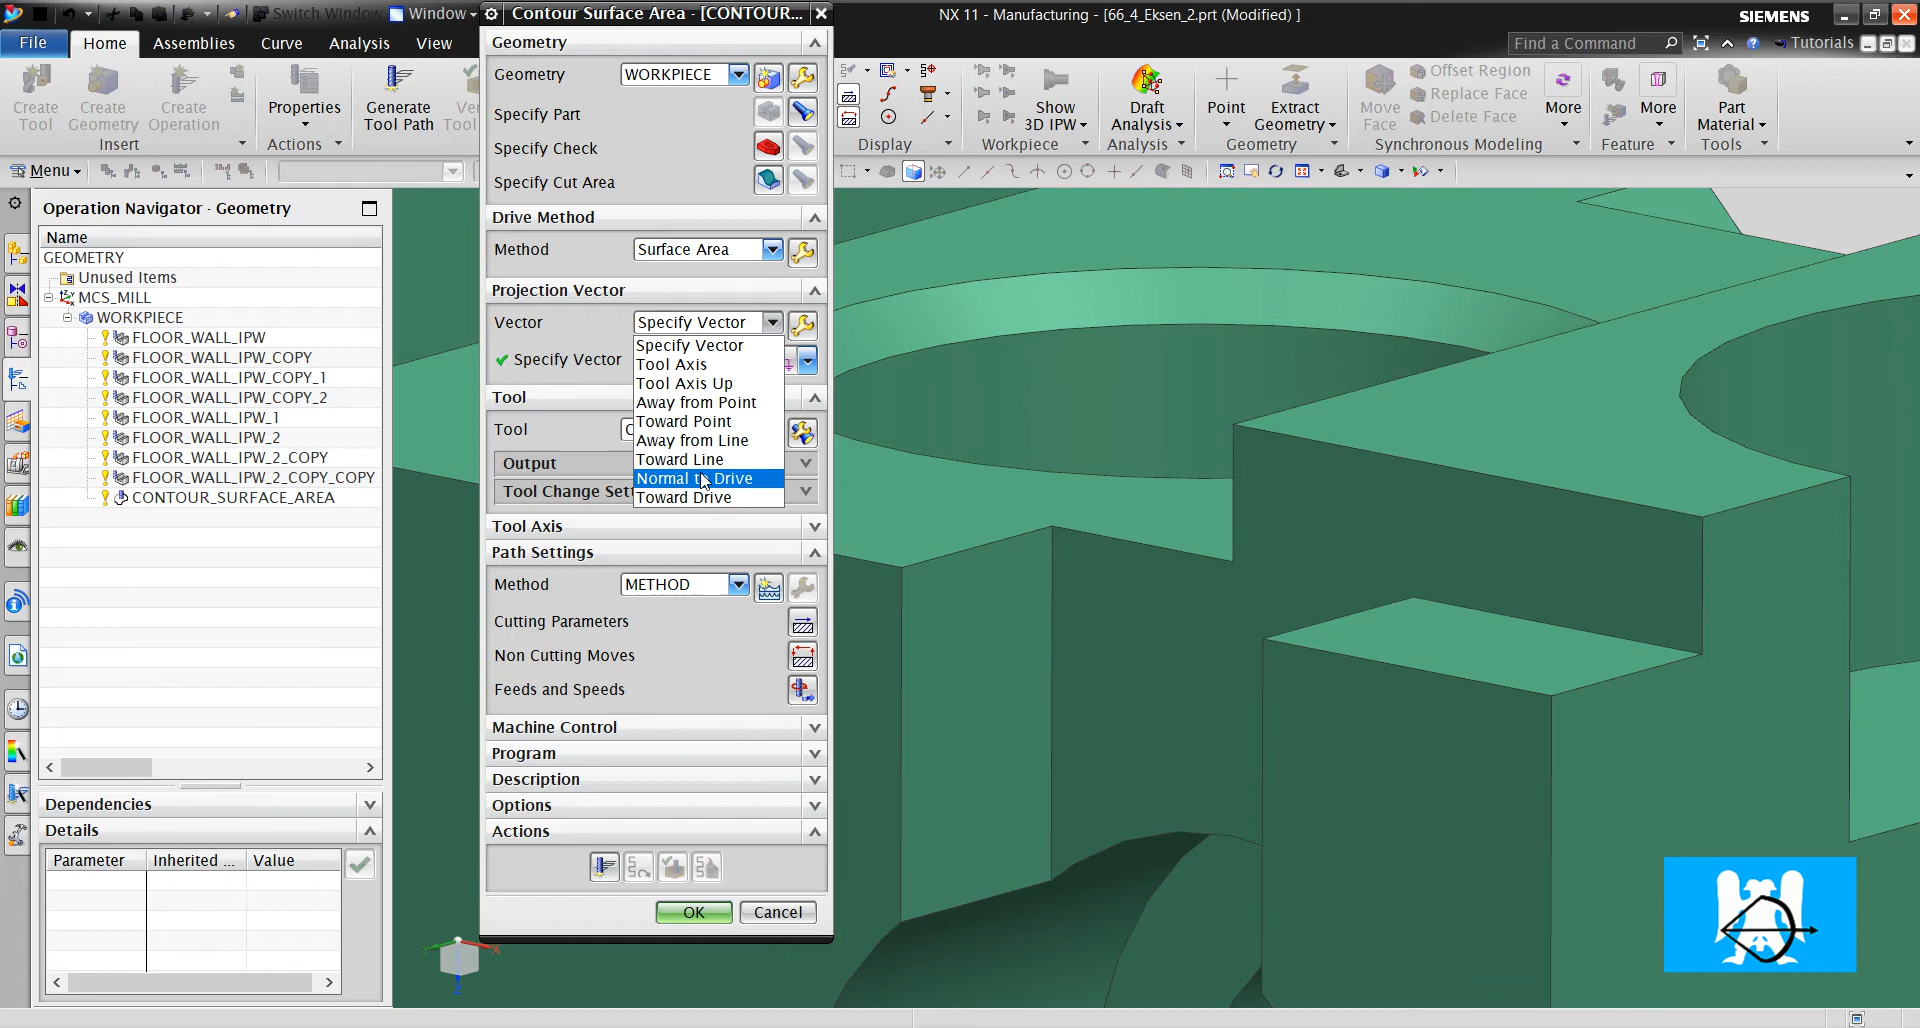 Switch Window
Window
Contour Surface Area - [CONTOUR...
NX 11 - Manufacturing - [66_4_Eksen_2.prt (Modified) ]
SIEMENS
File
Home
Assemblies
Curve
Analysis
View
Find a Command
Tutorials
Create Tool
Create Geometry
Create Operation
Insert
Properties
Actions
Generate Tool Path
Show 3D IPW
Display
Workpiece
Draft Analysis
Analysis
Point
Extract Geometry
Geometry
Move Face
Offset Region
Replace Face
Delete Face
More
Synchronous Modeling
More
Feature
Part Material
Tools
Menu
Operation Navigator - Geometry
Name
GEOMETRY
Unused Items
MCS_MILL
WORKPIECE
FLOOR_WALL_IPW
FLOOR_WALL_IPW_COPY
FLOOR_WALL_IPW_COPY_1
FLOOR_WALL_IPW_COPY_2
FLOOR_WALL_IPW_1
FLOOR_WALL_IPW_2
FLOOR_WALL_IPW_2_COPY
FLOOR_WALL_IPW_2_COPY_COPY
CONTOUR_SURFACE_AREA
Dependencies
Details
Parameter
Inherited ...
Value
Geometry
Geometry
WORKPIECE
Specify Part
Specify Check
Specify Cut Area
Drive Method
Method
Surface Area
Projection Vector
Vector
Specify Vector
Specify Vector
Specify Vector
Tool Axis
Tool Axis Up
Away from Point
Toward Point
Away from Line
Toward Line
Normal to Drive
Toward Drive
Tool
Tool
Output
Tool Change Set
Tool Axis
Path Settings
Method
METHOD
Cutting Parameters
Non Cutting Moves
Feeds and Speeds
Machine Control
Program
Description
Options
Actions
OK
Cancel